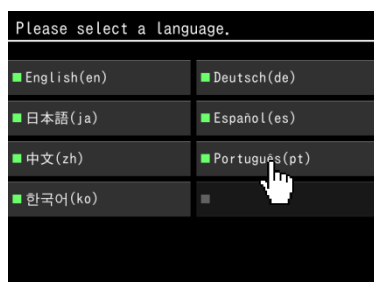 Please select a language.
English(en)
Deutsch(de)
日本語(ja)
Español(es)
中文(zh)
Português(pt)
한국어(ko)